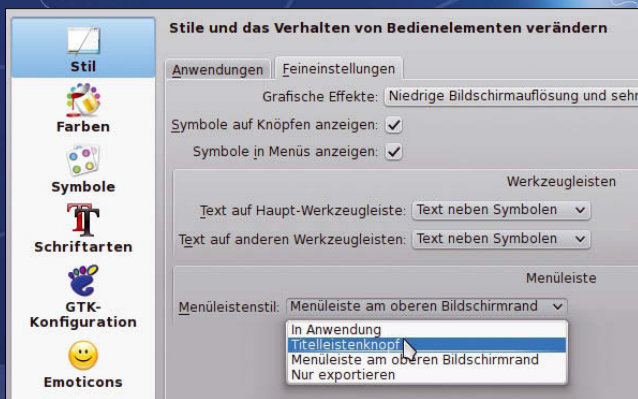 Stile und das Verhalten von Bedienelementen verändern
Stil
Farben
Symbole
Schriftarten
GTK-
Konfiguration
Emoticons
Anwendungen Feineinstellungen
Grafische Effekte: Niedrige Bildschirmauflösung und
Symbole auf Knöpfen anzeigen:
Symbole in Menüs anzeigen:
Werkzeugleisten
Text auf Haupt-Werkzeugleiste: Text neben Symbolen
Text auf anderen Werkzeugleisten: Text neben Symbolen
Menüleiste
Menüleistenstil: Menüleiste am oberen Bildschirmrand
In Anwendung
Titelleistenknopf
Menüleiste am oberen Bildschirmrand
Nur exportieren